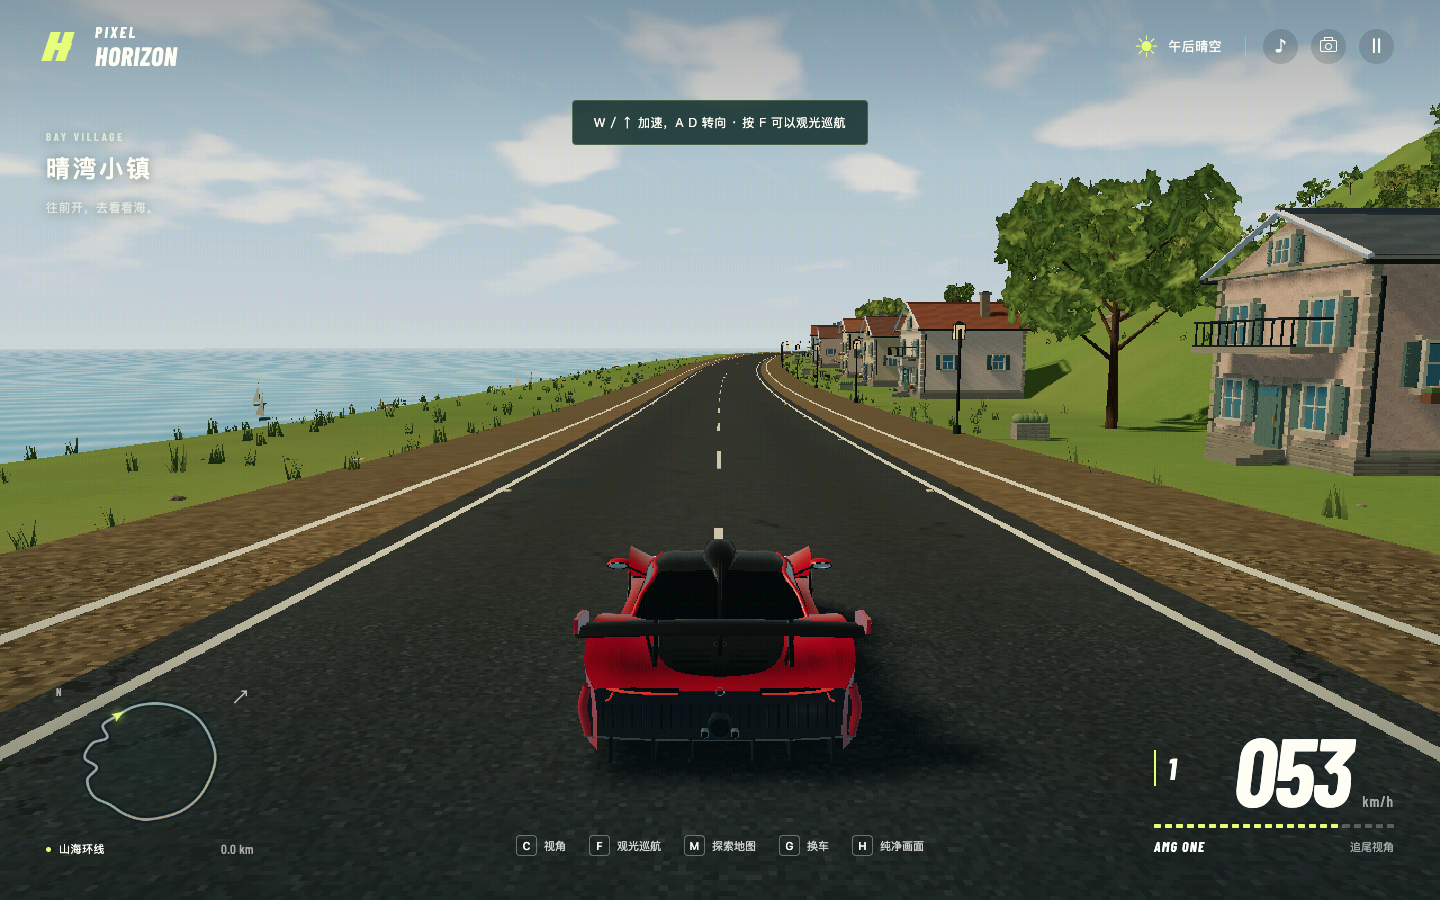 PIXEL
HORIZON
午后晴空
W / ↑ 加速，A D 转向 · 按 F 可以观光巡航
BAY VILLAGE
晴湾小镇
往前开，去看看海。
N
山海环线
0.0 km
C 视角
F 观光巡航
M 探索地图
G 换车
H 纯净画面
1
053
km/h
AMG ONE
追尾视角